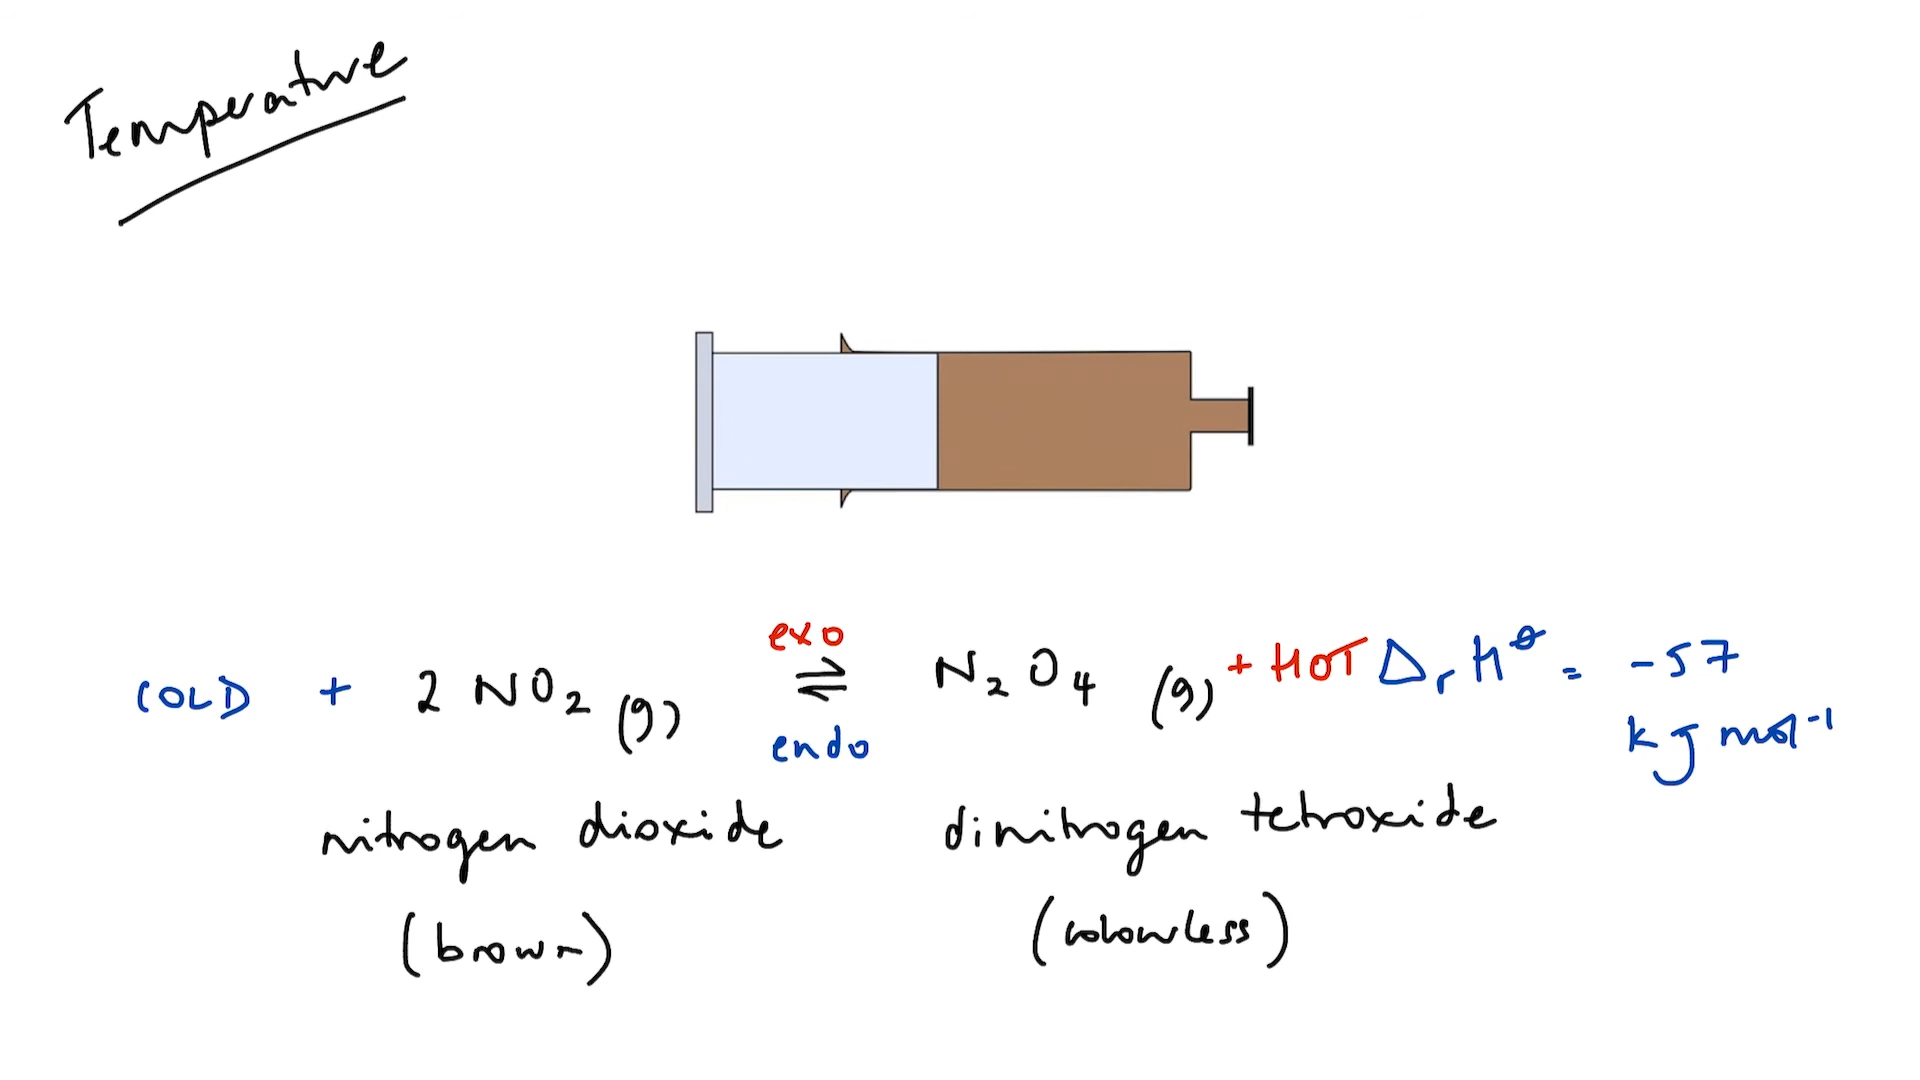 Temperature
exo
COLD + 2 NO₂ (g) ⇌ N₂O₄ (g) + HOT ΔᵣH^⦵ = -57
endo
kJ mol⁻¹
nitrogen dioxide dinitrogen tetroxide
(brown) (colourless)